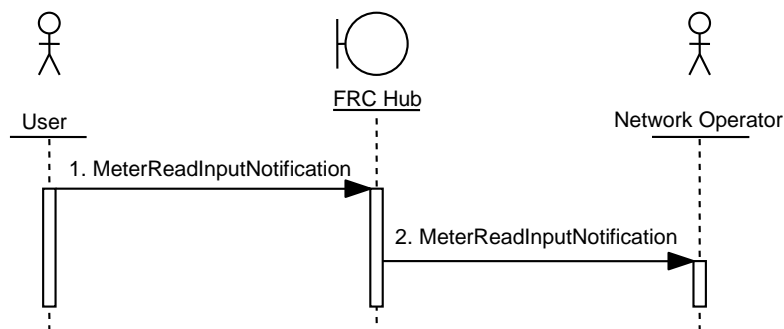 FRC Hub
User
Network Operator
1. MeterReadInputNotification
2. MeterReadInputNotification